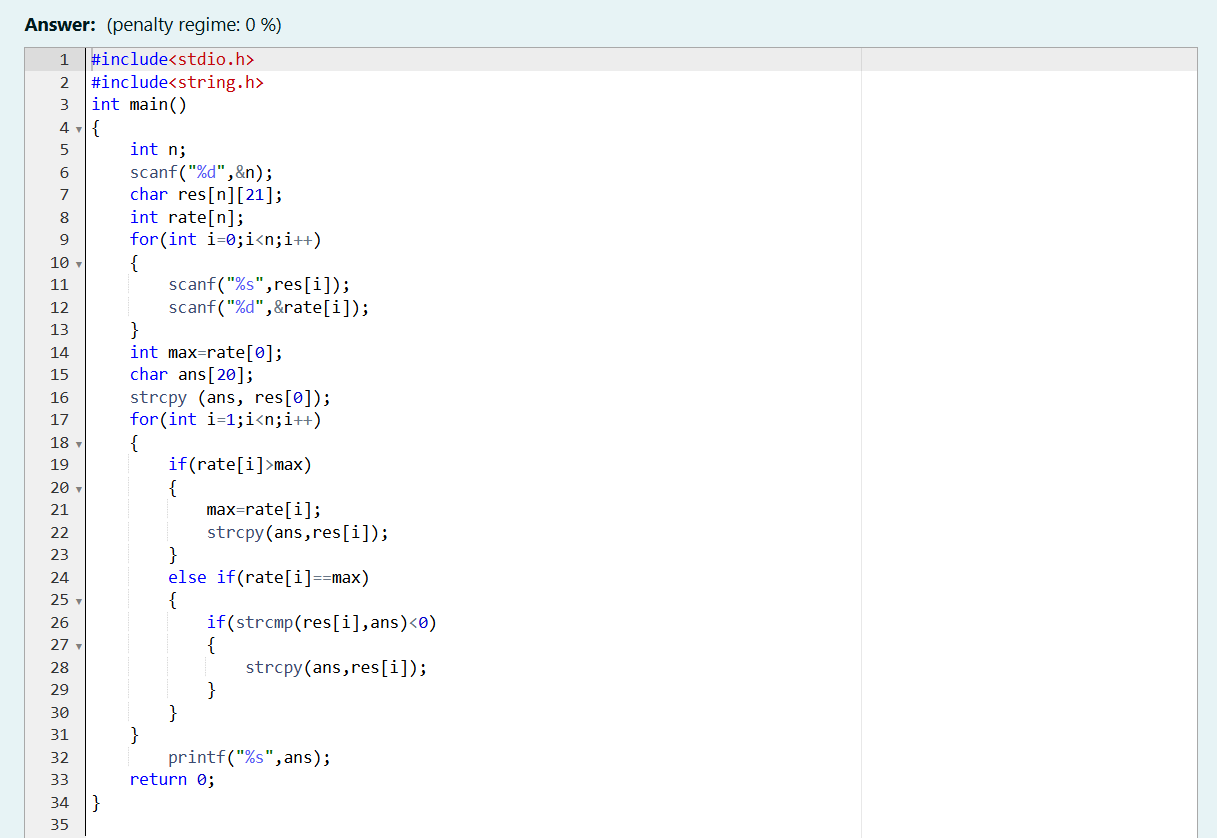 Answer: (penalty regime: 0 %)
1 #include<stdio.h>
2 #include<string.h>
3 int main()
4 {
5     int n;
6     scanf("%d",&n);
7     char res[n][21];
8     int rate[n];
9     for(int i=0;i<n;i++)
10     {
11         scanf("%s",res[i]);
12         scanf("%d",&rate[i]);
13     }
14     int max=rate[0];
15     char ans[20];
16     strcpy (ans, res[0]);
17     for(int i=1;i<n;i++)
18     {
19         if(rate[i]>max)
20         {
21             max=rate[i];
22             strcpy(ans,res[i]);
23         }
24         else if(rate[i]==max)
25         {
26             if(strcmp(res[i],ans)<0)
27             {
28                 strcpy(ans,res[i]);
29             }
30         }
31     }
32         printf("%s",ans);
33     return 0;
34 }
35